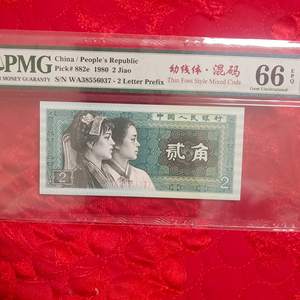 PMG
PAPER MONEY GUARANTY
China / People's Republic
Pick# 882e 1980 2 Jiao
S/N WA38556037 - 2 Letter Prefix
幼线体·混码
Thin Font Style Mixed Code
66 EPQ
Gem Uncirculated
中国人民银行
贰角
2
2